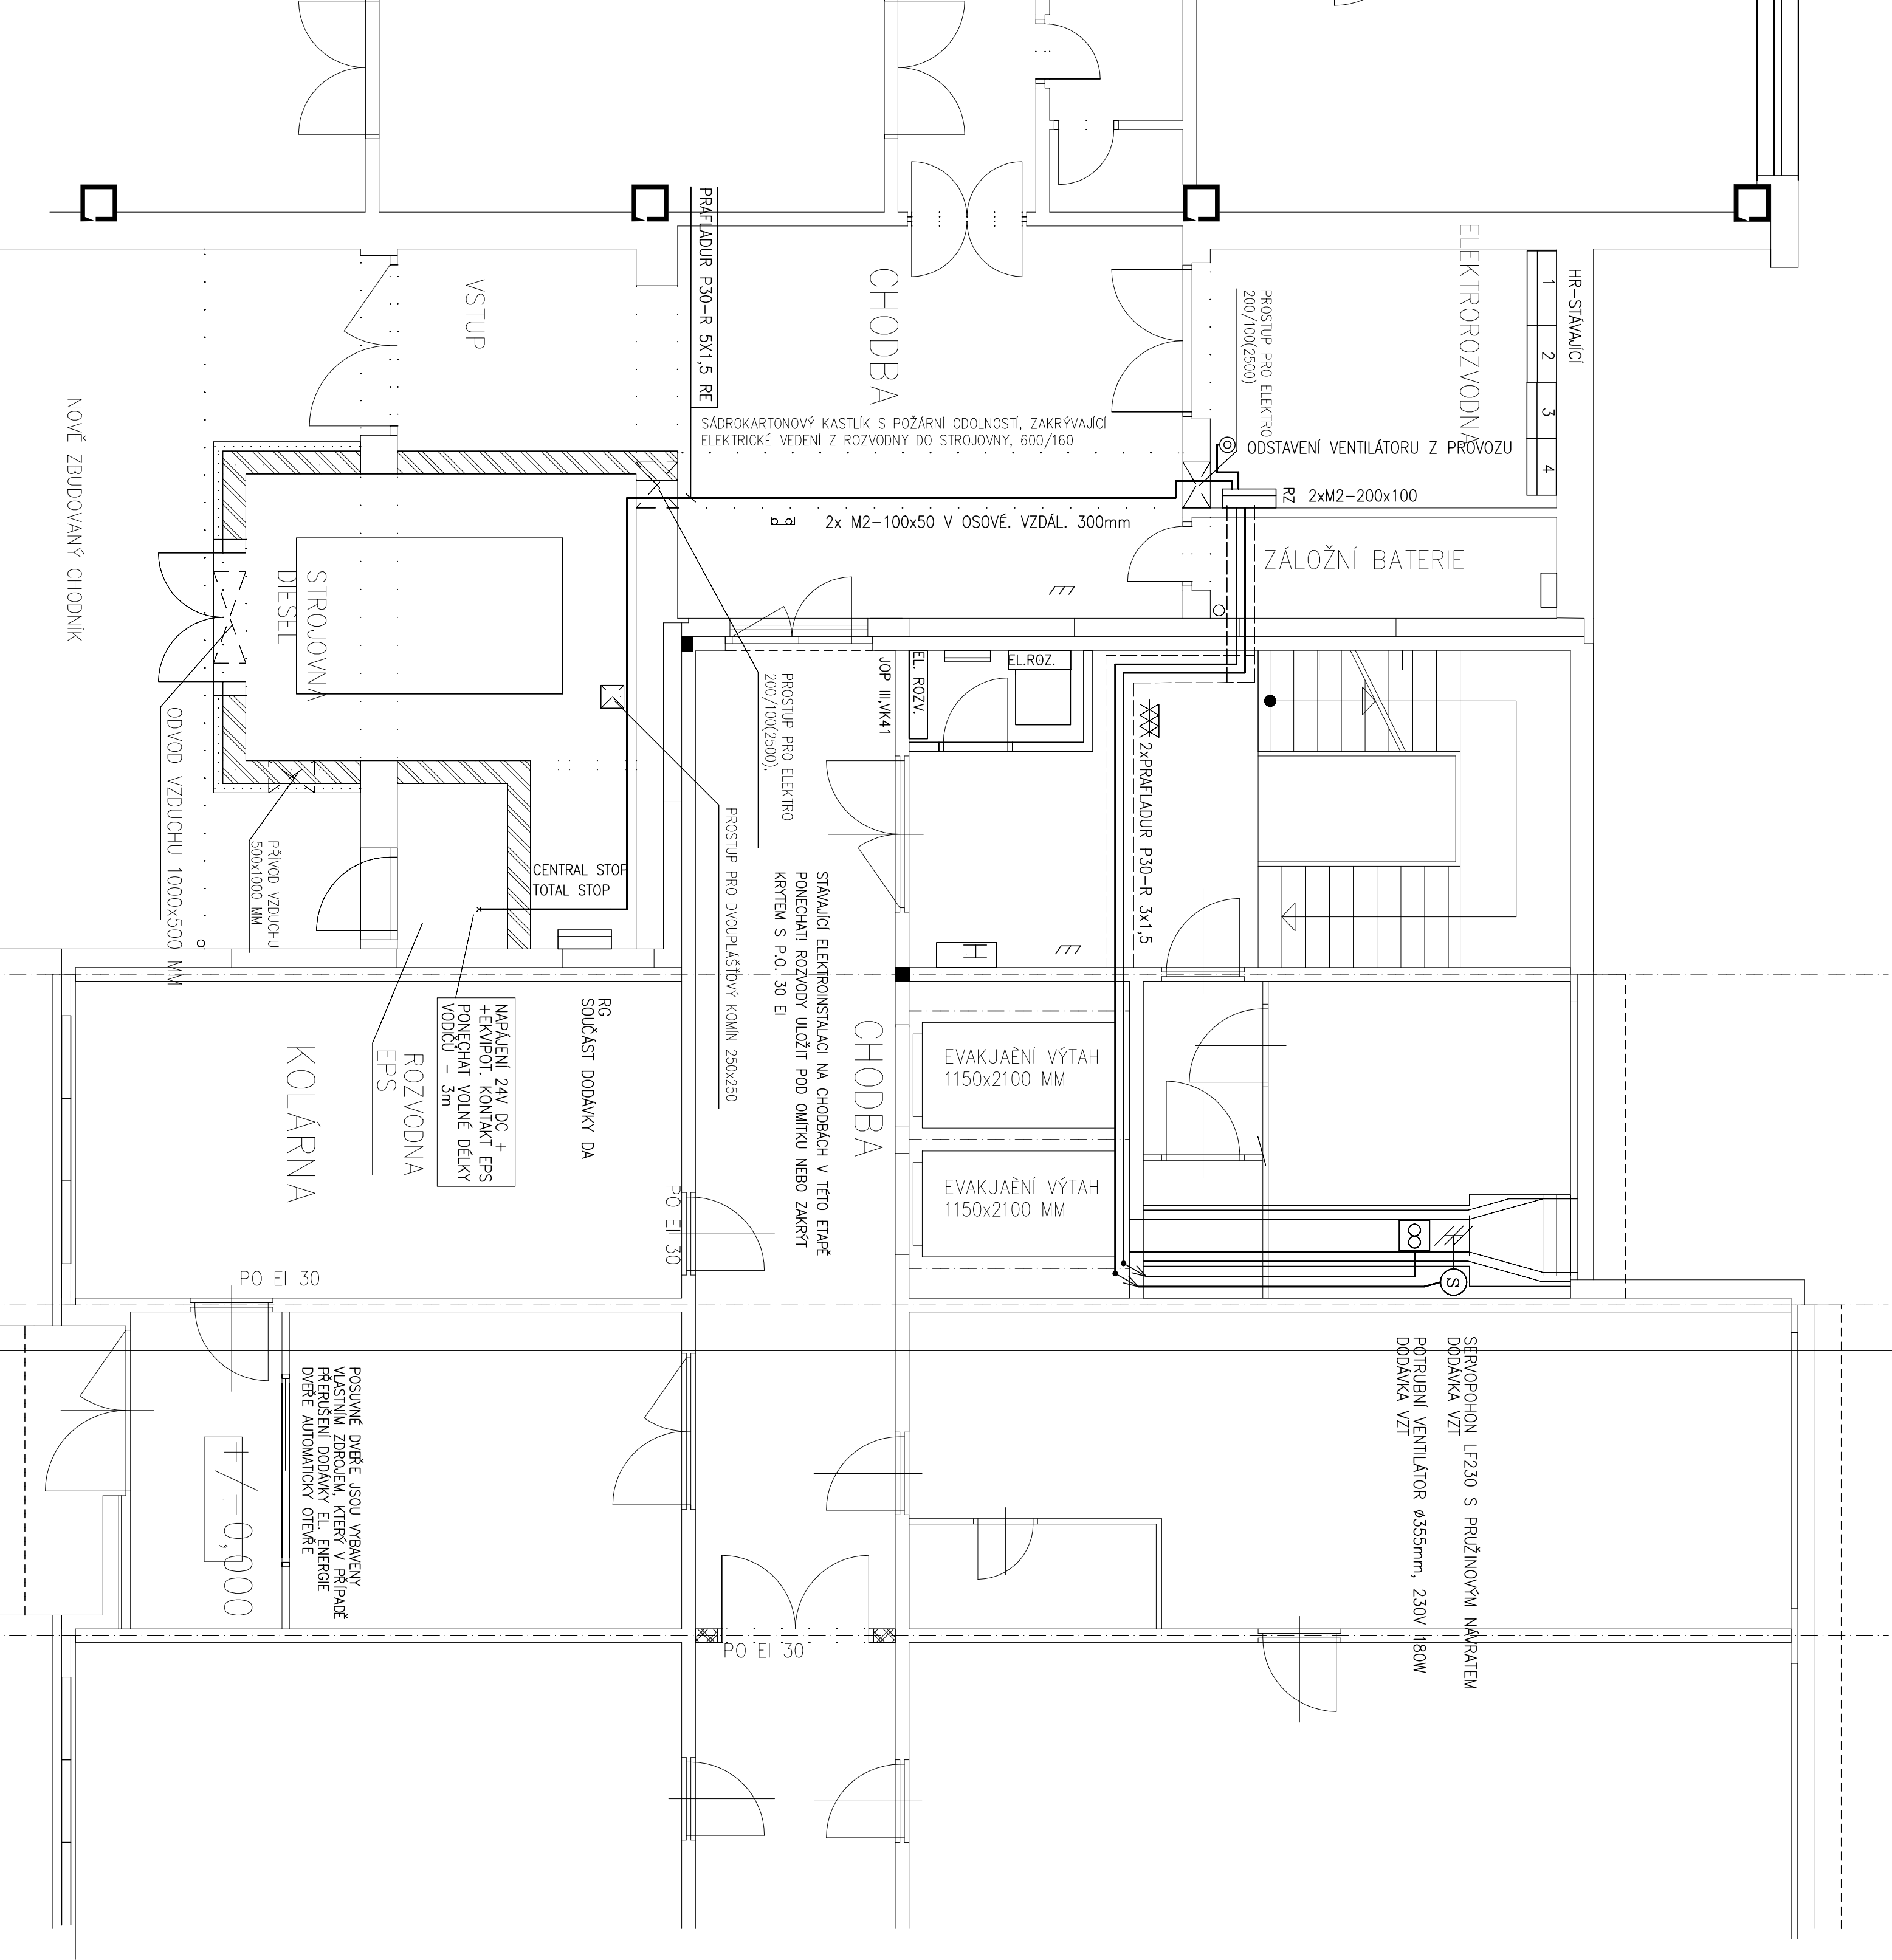 ELEKTROROZVODNA
HR-STÁVAJÍCÍ
1
2
3
4
VSTUP
PRAFLADUR P30-R 5X1,5 RE
CHODBA
PROSTUP PRO ELEKTRO
200/100(2500)
SÁDROKARTONOVÝ KASTLÍK S POŽÁRNÍ ODOLNOSTÍ, ZAKRÝVAJÍCÍ
ELEKTRICKÉ VEDENÍ Z ROZVODNY DO STROJOVNY, 600/160
ODSTAVENÍ VENTILÁTORU Z PROVOZU
RZ
2xM2-200x100
2x M2-100x50 V OSOVÉ. VZDÁL. 300mm
ZÁLOŽNÍ BATERIE
NOVĚ ZBUDOVANÝ CHODNÍK
STROJOVNA
DIESEL
ODVOD VZDUCHU 1000x500 MM
PŘÍVOD VZDUCHU
500x1000 MM
PROSTUP PRO ELEKTRO
200/100(2500),
JOP III,VK41
EL. ROZV.
EL.ROZ.
2xPRAFLADUR P30-R 3x1,5
PROSTUP PRO DVOUPLÁŠŤOVÝ KOMÍN 250x250
CENTRAL STOP
TOTAL STOP
STÁVAJÍCÍ ELEKTROINSTALACI NA CHODBÁCH V TÉTO ETAPĚ
PONECHAT! ROZVODY ULOŽIT POD OMÍTKU NEBO ZAKRÝT
KRYTEM S P.O. 30 EI
H
RG
SOUČÁST DODÁVKY DA
NAPÁJENÍ 24V DC +
+EKVIPOT. KONTAKT EPS
PONECHAT VOLNÉ DÉLKY
VODIČŮ - 3m
ROZVODNA
EPS
KOLÁRNA
CHODBA
EVAKUAÈNÍ VÝTAH
1150x2100 MM
EVAKUAÈNÍ VÝTAH
1150x2100 MM
PO EI 30
PO EI 30
S
SERVOPOHON LF230 S PRUŽINOVÝM NÁVRATEM
DODÁVKA VZT
POTRUBNÍ VENTILÁTOR ø355mm, 230V 180W
DODÁVKA VZT
POSUVNÉ DVEŘE JSOU VYBAVENY
VLASTNÍM ZDROJEM, KTERÝ V PŘÍPADĚ
PŘERUŠENÍ DODÁVKY EL. ENERGIE
DVEŘE AUTOMATICKY OTEVŘE
+/-0,000
PO EI 30